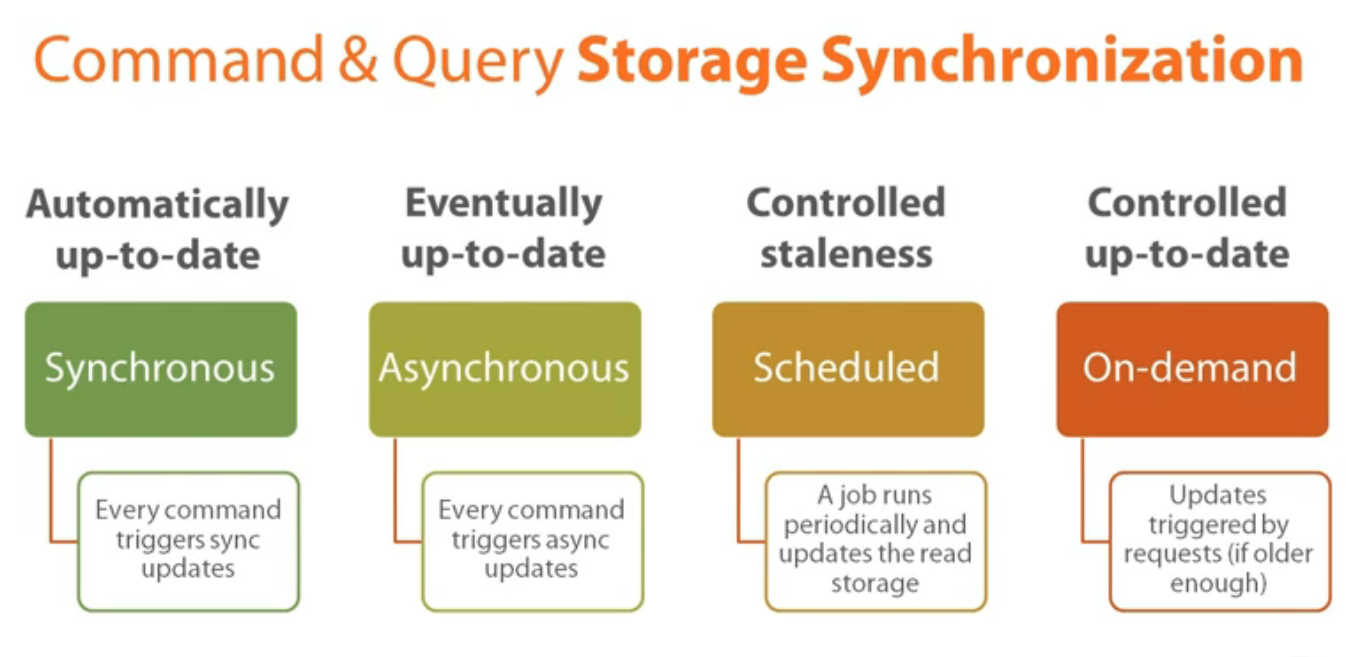 Command & Query Storage Synchronization
Automatically
up-to-date
Synchronous
Every command
triggers sync
updates
Eventually
up-to-date
Asynchronous
Every command
triggers async
updates
Controlled
staleness
Scheduled
A job runs
periodically and
updates the read
storage
Controlled
up-to-date
On-demand
Updates
triggered by
requests (if older
enough)